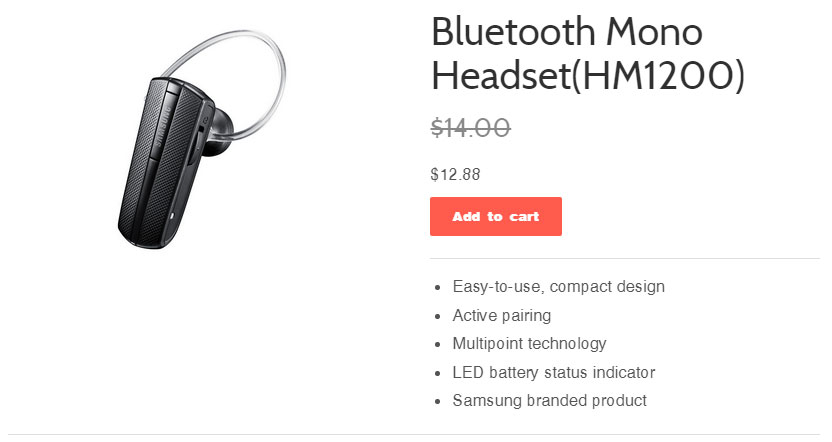 Bluetooth Mono
Headset(HM1200)
$14.00
$12.88
Add to cart
Easy-to-use, compact design
Active pairing
Multipoint technology
LED battery status indicator
Samsung branded product
SAMSUNG